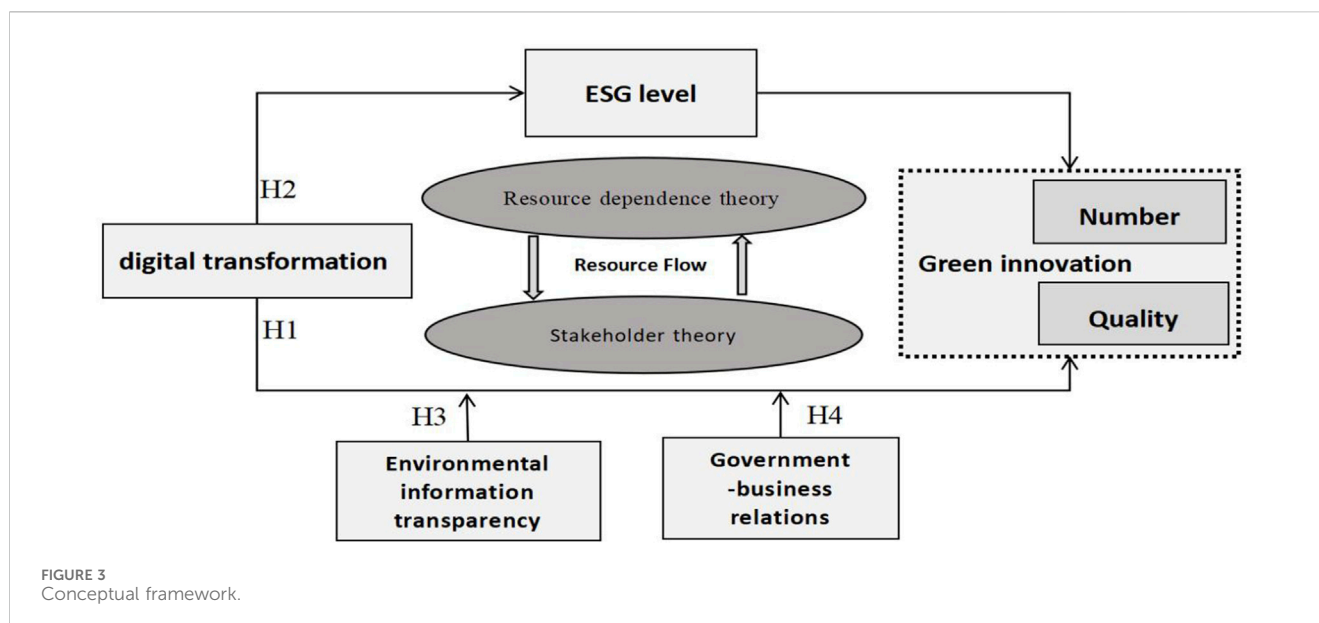 ESG level
H2
Resource dependence theory
Number
digital transformation
Resource Flow
Green innovation
H1
Stakeholder theory
Quality
H3
H4
Environmental
information
transparency
Government
-business
relations
FIGURE 3
Conceptual framework.